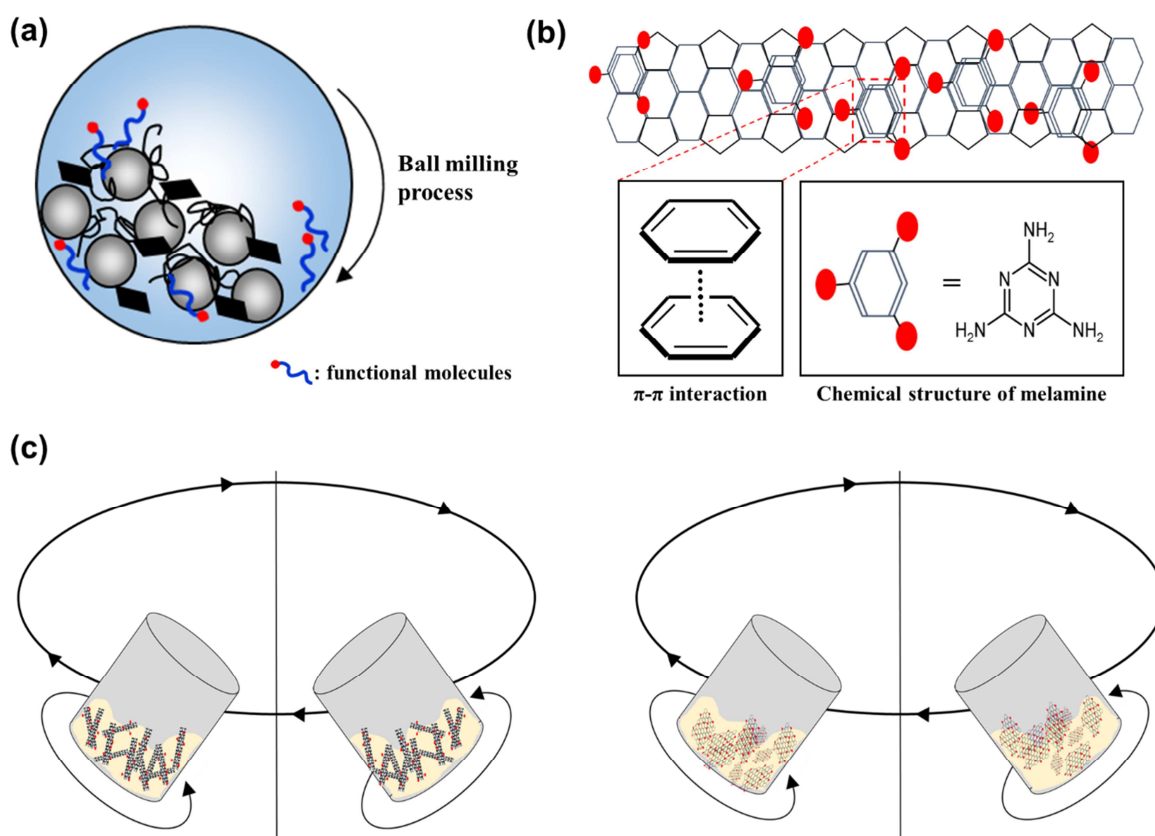 (a)
Ball milling
process
: functional molecules
(b)
π-π interaction
=
NH₂
N
N
N
H₂N
NH₂
Chemical structure of melamine
(c)